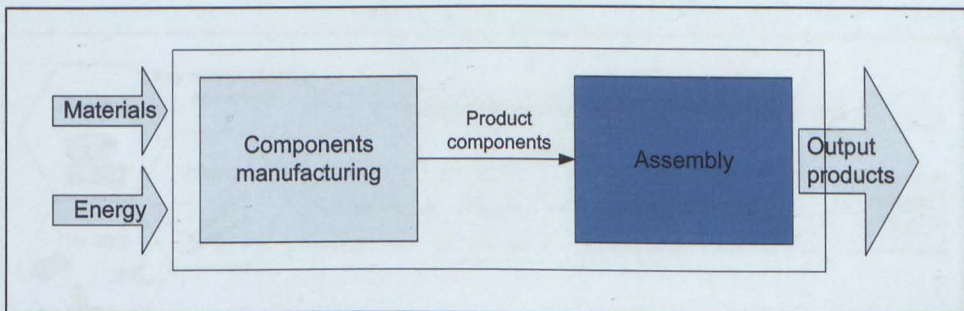 Materials
Energy
Components
manufacturing
Product
components
Assembly
Output
products